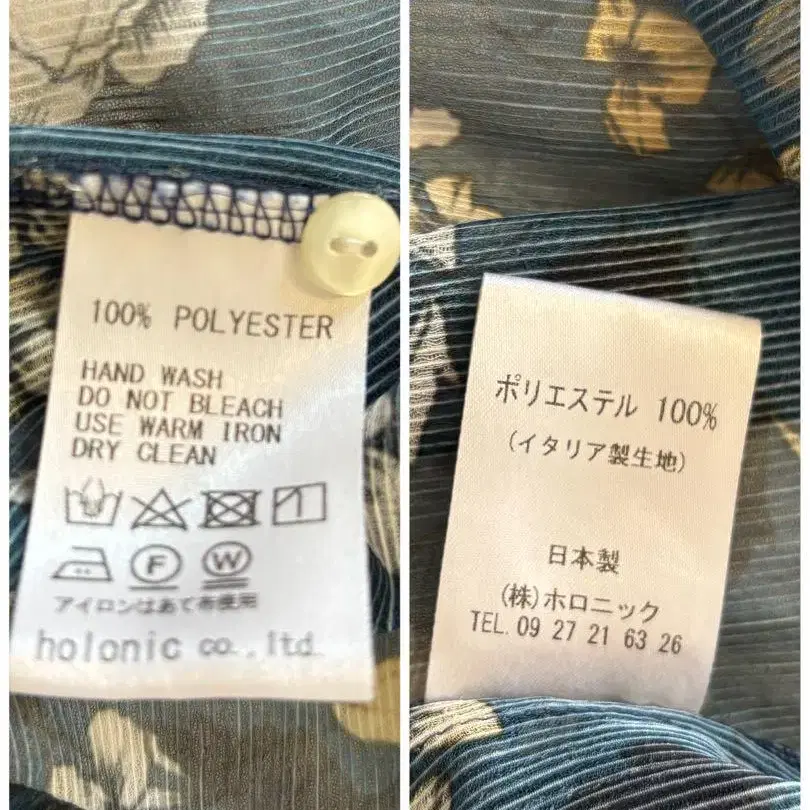 100% POLYESTER
HAND WASH
DO NOT BLEACH
USE WARM IRON
DRY CLEAN
F W
アイロンはあて布使用
holonic co.,ltd.
ポリエステル 100%
(イタリア製生地)
日本製
(株)ホロニック
TEL. 09 27 21 63 26